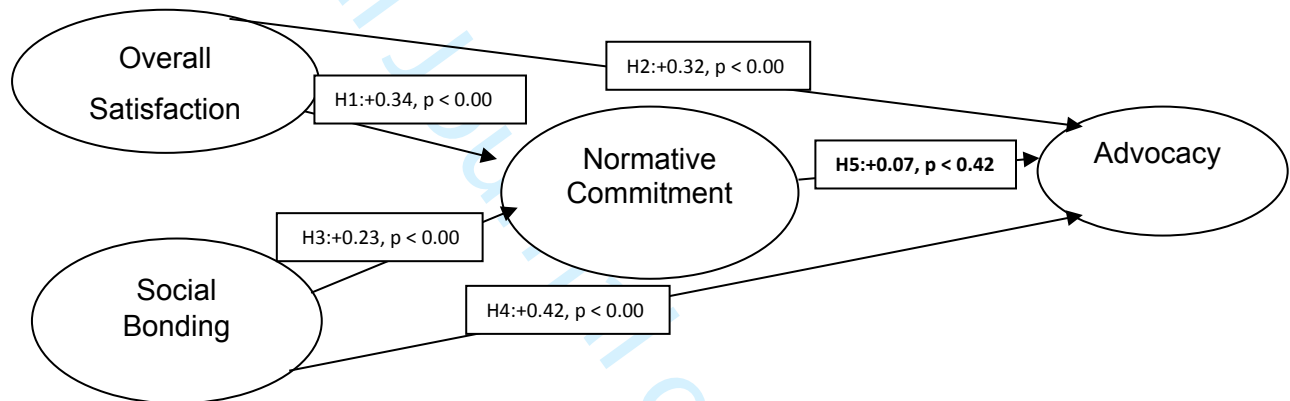 Overall
Satisfaction
H2:+0.32, p < 0.00
H1:+0.34, p < 0.00
Normative
Commitment
H5:+0.07, p < 0.42
Advocacy
H3:+0.23, p < 0.00
Social
Bonding
H4:+0.42, p < 0.00